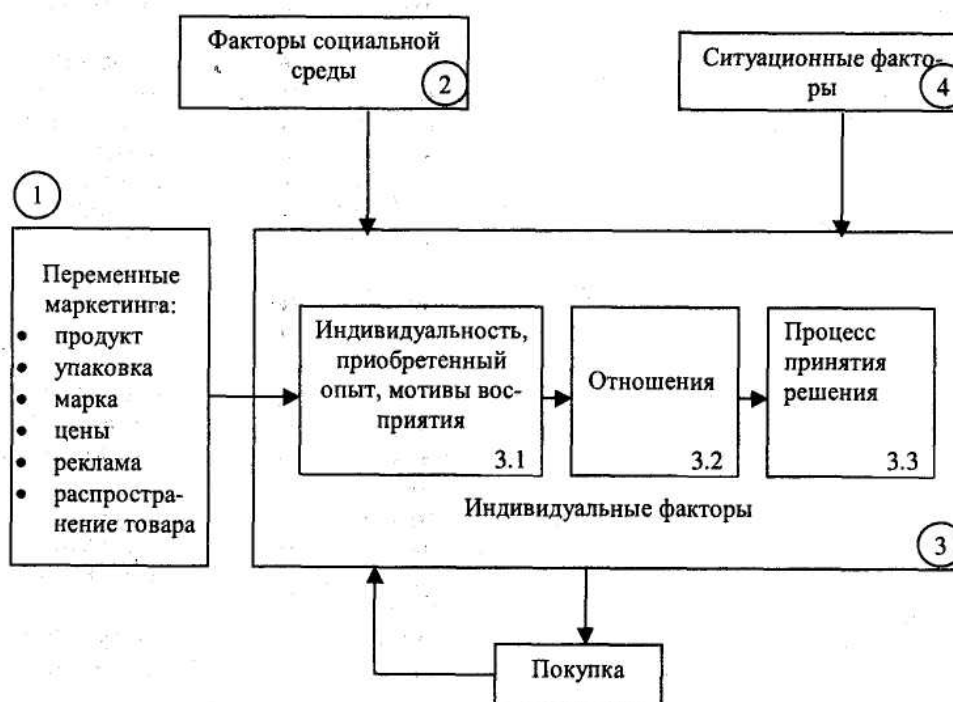 Факторы социальной
среды
2
Ситуационные факто-
ры
4
1
Переменные
маркетинга:
• продукт
• упаковка
• марка
• цены
• реклама
• распростра-
нение товара
Индивидуальность,
приобретенный
опыт, мотивы вос-
приятия
3.1
Отношения
3.2
Процесс
принятия
решения
3.3
Индивидуальные факторы
3
Покупка